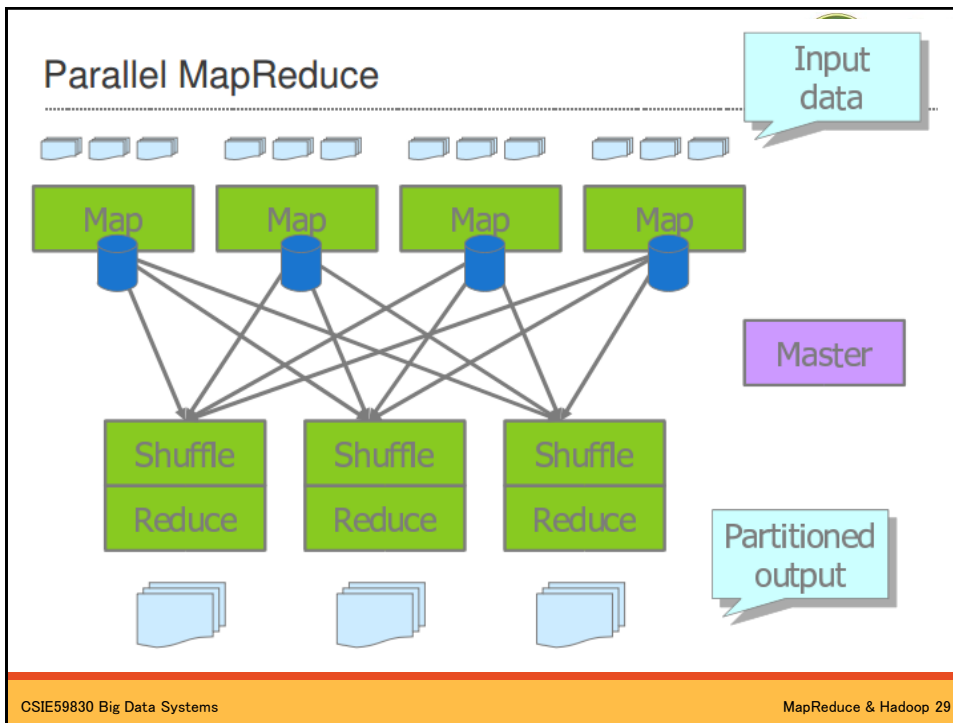 Parallel MapReduce
Input
data
Map
Map
Map
Map
Master
Shuffle
Shuffle
Shuffle
Reduce
Reduce
Reduce
Partitioned
output
CSIE59830 Big Data Systems
MapReduce & Hadoop 29